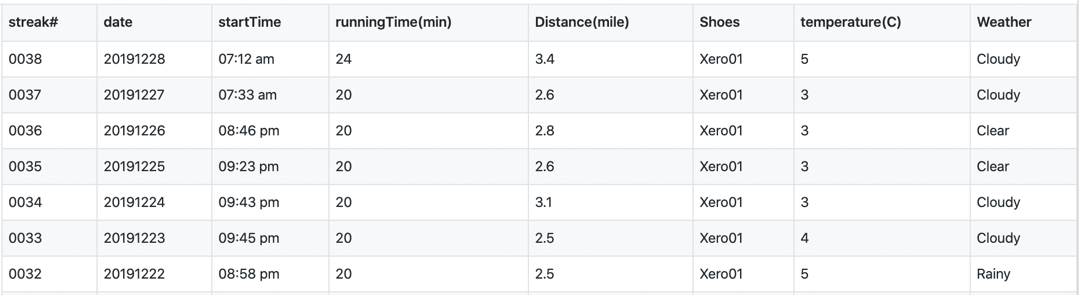 streak# date startTime runningTime(min) Distance(mile) Shoes temperature(C) Weather
0038 20191228 07:12 am 24 3.4 Xero01 5 Cloudy
0037 20191227 07:33 am 20 2.6 Xero01 3 Cloudy
0036 20191226 08:46 pm 20 2.8 Xero01 3 Clear
0035 20191225 09:23 pm 20 2.6 Xero01 3 Clear
0034 20191224 09:43 pm 20 3.1 Xero01 3 Cloudy
0033 20191223 09:45 pm 20 2.5 Xero01 4 Cloudy
0032 20191222 08:58 pm 20 2.5 Xero01 5 Rainy